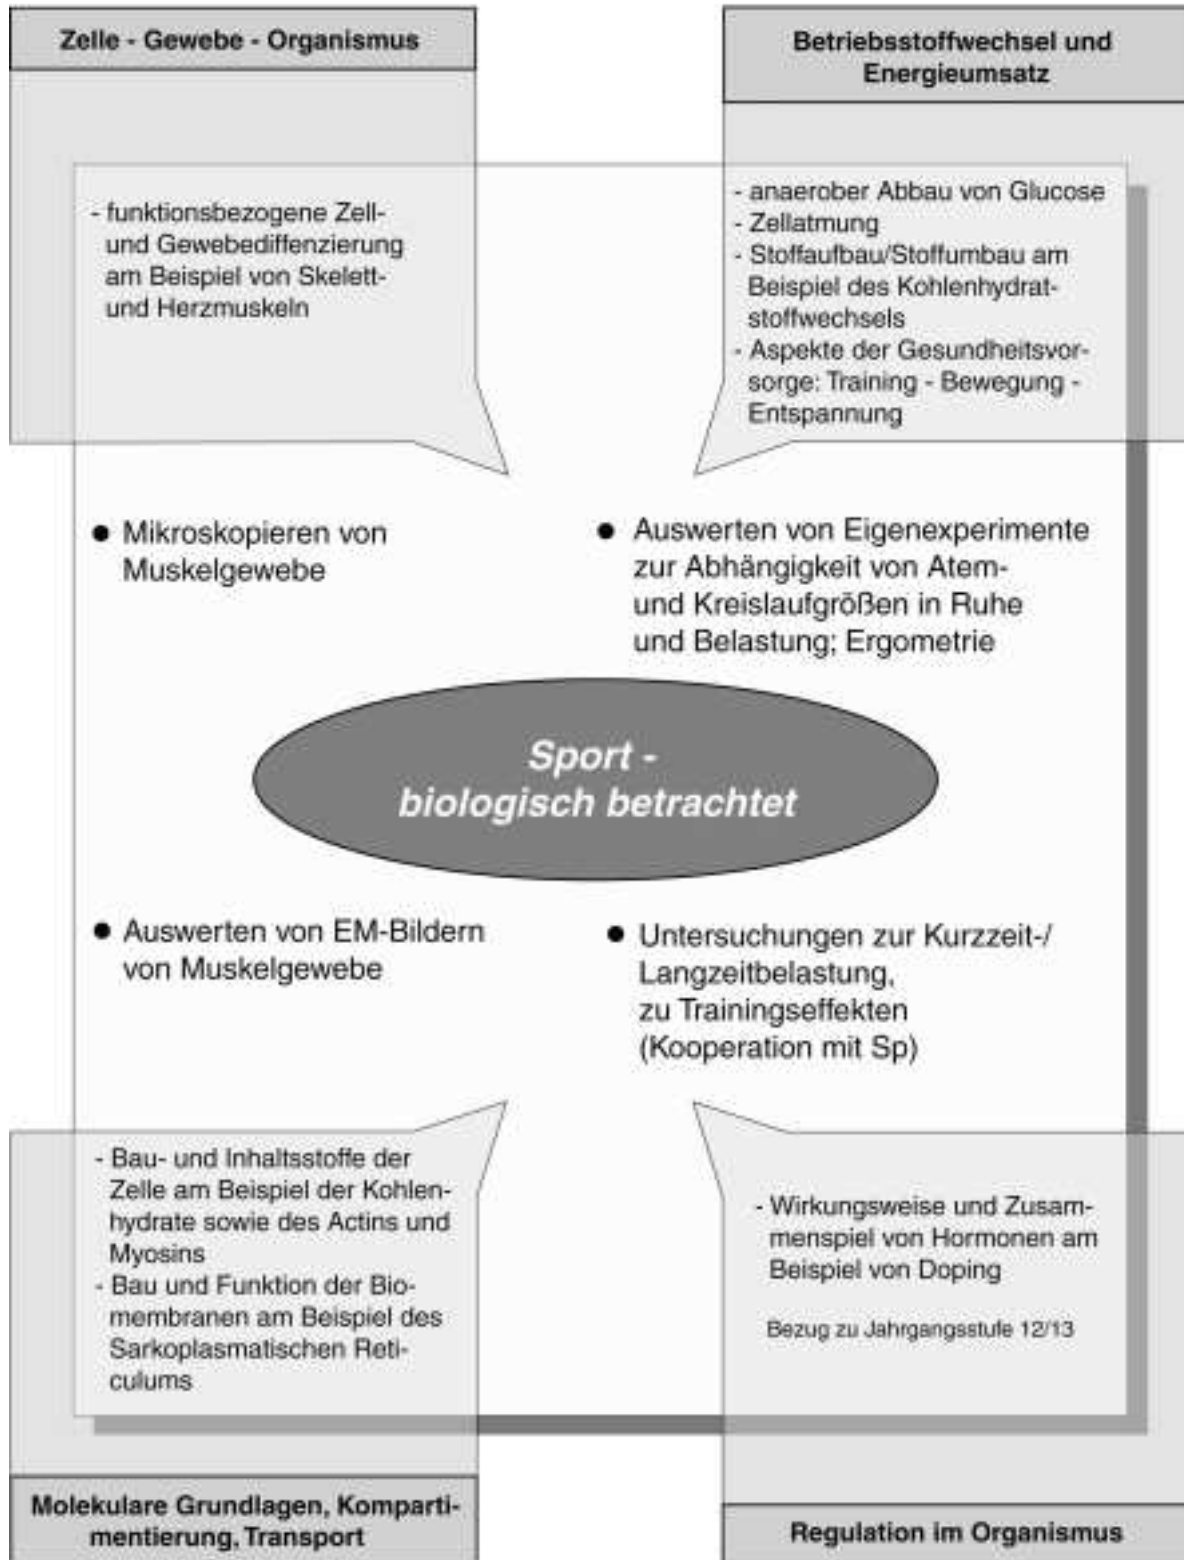 Zelle - Gewebe - Organismus
- funktionsbezogene Zell-
und Gewebediffenzierung
am Beispiel von Skelett-
und Herzmuskeln
Betriebsstoffwechsel und
Energieumsatz
- anaerober Abbau von Glucose
- Zellatmung
- Stoffaufbau/Stoffumbau am
Beispiel des Kohlenhydrat-
stoffwechsels
- Aspekte der Gesundheitsvor-
sorge: Training - Bewegung -
Entspannung
● Mikroskopieren von
Muskelgewebe
● Auswerten von Eigenexperimente
zur Abhängigkeit von Atem-
und Kreislaufgrößen in Ruhe
und Belastung; Ergometrie
Sport -
biologisch betrachtet
● Auswerten von EM-Bildern
von Muskelgewebe
● Untersuchungen zur Kurzzeit-/
Langzeitbelastung,
zu Trainingseffekten
(Kooperation mit Sp)
- Bau- und Inhaltsstoffe der
Zelle am Beispiel der Kohlen-
hydrate sowie des Actins und
Myosins
- Bau und Funktion der Bio-
membranen am Beispiel des
Sarkoplasmatischen Reti-
culums
Molekulare Grundlagen, Komparti-
mentierung, Transport
- Wirkungsweise und Zusam-
menspiel von Hormonen am
Beispiel von Doping
Bezug zu Jahrgangsstufe 12/13
Regulation im Organismus